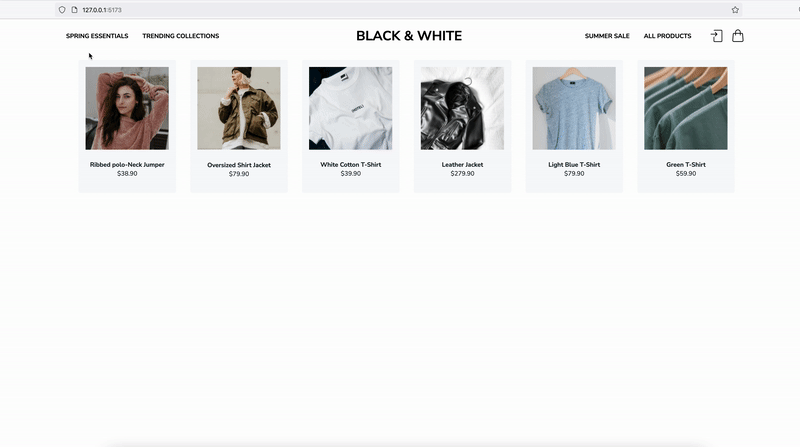 127.0.0.1:5173
SPRING ESSENTIALS TRENDING COLLECTIONS BLACK & WHITE SUMMER SALE ALL PRODUCTS
Ribbed polo-Neck Jumper Oversized Shirt Jacket White Cotton T-Shirt Leather Jacket Light Blue T-Shirt Green T-Shirt
$38.90 $79.90 $39.90 $279.90 $79.90 $59.90